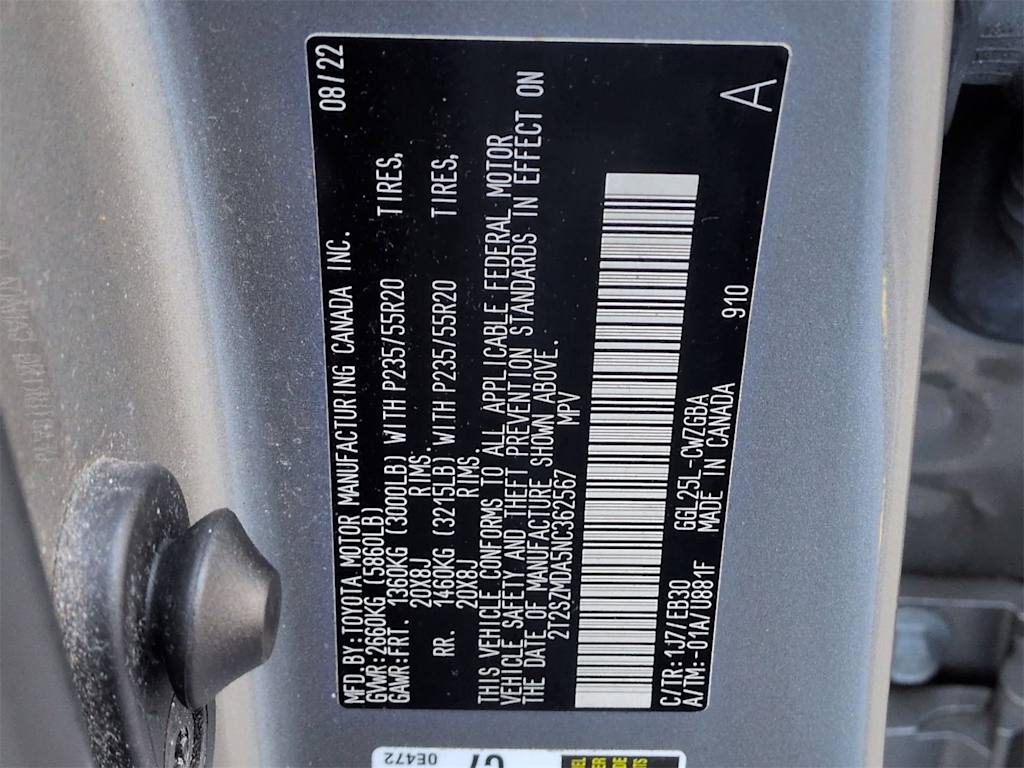 MFD.BY:TOYOTA MOTOR MANUFACTURING CANADA INC. 08/22
GVWR:2660KG (5860LB)
GAWR:FRT. 1360KG (3000LB) WITH P235/55R20 TIRES,
20X8J RIMS.
RR. 1460KG (3215LB) WITH P235/55R20 TIRES,
20X8J RIMS.
THIS VEHICLE CONFORMS TO ALL APPLICABLE FEDERAL MOTOR
VEHICLE SAFETY AND THEFT PREVENTION STANDARDS IN EFFECT ON
THE DATE OF MANUFACTURE SHOWN ABOVE.
2T2SZMDA5NC362567 MPV
C/TR:1J7/EB30 GGL25L-CWZGBA
A/TM:-01A/U881F MADE IN CANADA 910 A
0E472